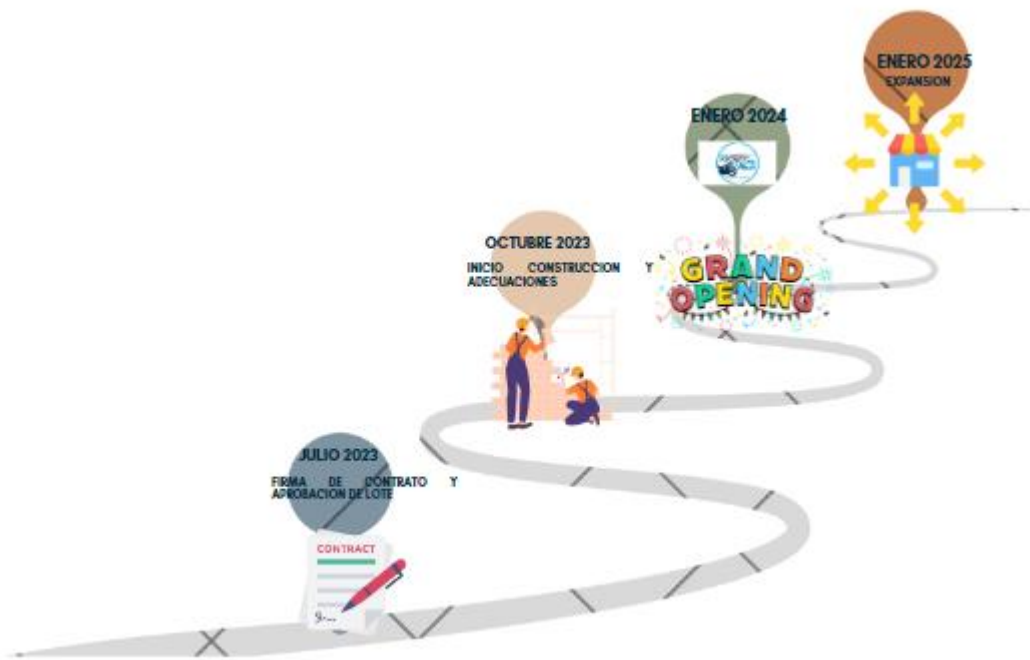 ENERO 2025
EXPANSION
ENERO 2024
GRAND
OPENING
OCTUBRE 2023
INICIO CONSTRUCCION Y
ADECUACIONES
JULIO 2023
FIRMA DE CONTRATO Y
APROBACION DE LOTE
CONTRACT